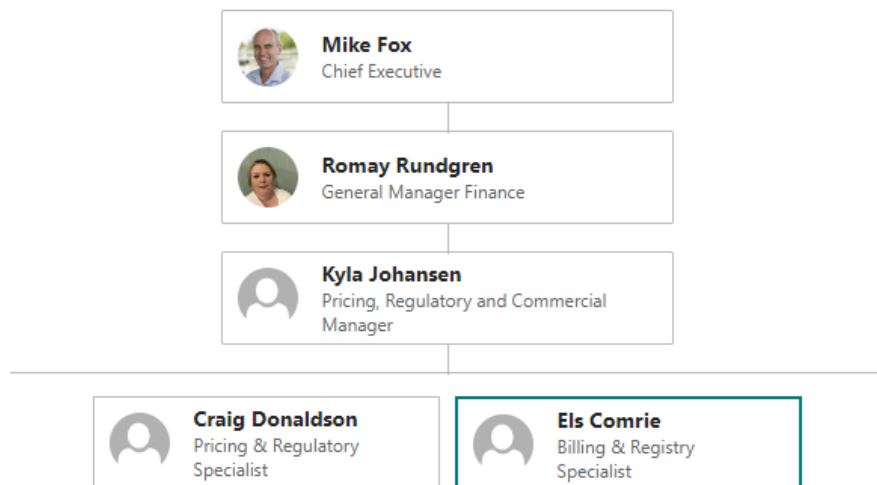 Mike Fox
Chief Executive
Romay Rundgren
General Manager Finance
Kyla Johansen
Pricing, Regulatory and Commercial
Manager
Craig Donaldson
Pricing & Regulatory
Specialist
Els Comrie
Billing & Registry
Specialist